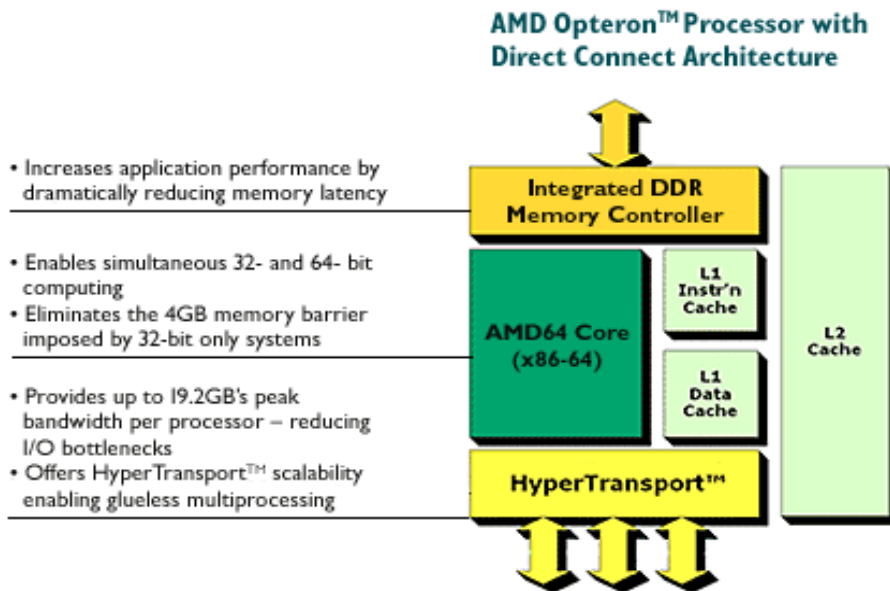 AMD Opteron™ Processor with
Direct Connect Architecture
• Increases application performance by
dramatically reducing memory latency
Integrated DDR
Memory Controller
• Enables simultaneous 32- and 64- bit
computing
• Eliminates the 4GB memory barrier
imposed by 32-bit only systems
AMD64 Core
(x86-64)
L1
Instr'n
Cache
L1
Data
Cache
L2
Cache
• Provides up to 19.2GB's peak
bandwidth per processor – reducing
I/O bottlenecks
• Offers HyperTransport™ scalability
enabling glueless multiprocessing
HyperTransport™